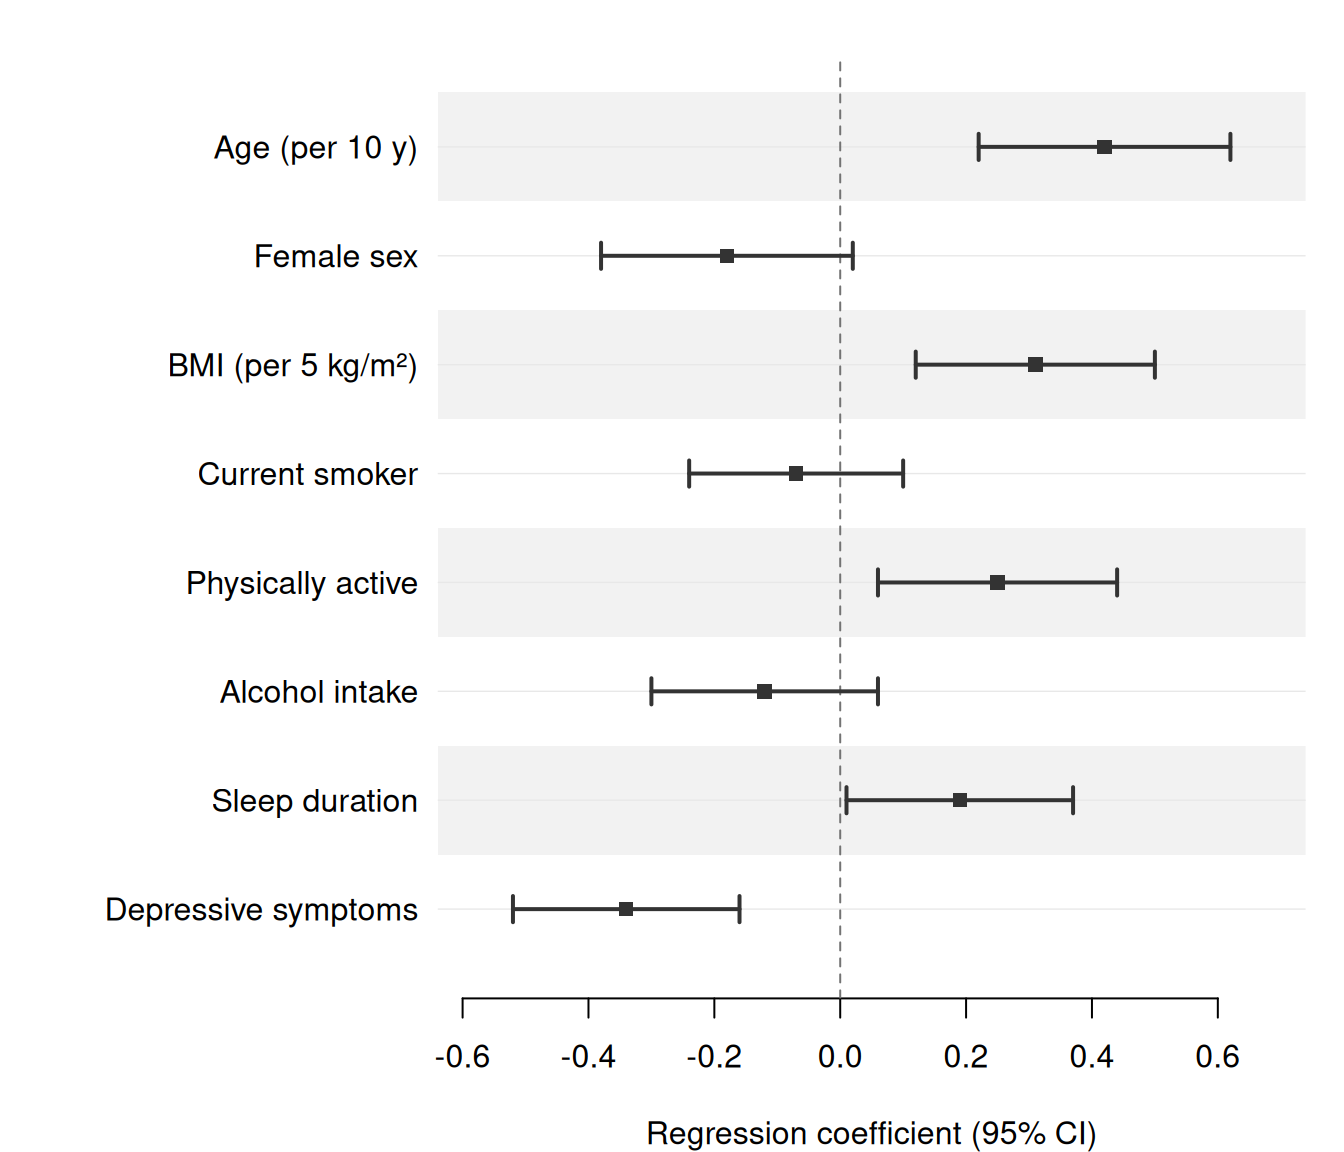 Age (per 10 y)
Female sex
BMI (per 5 kg/m²)
Current smoker
Physically active
Alcohol intake
Sleep duration
Depressive symptoms
-0.6 -0.4 -0.2 0.0 0.2 0.4 0.6
Regression coefficient (95% CI)